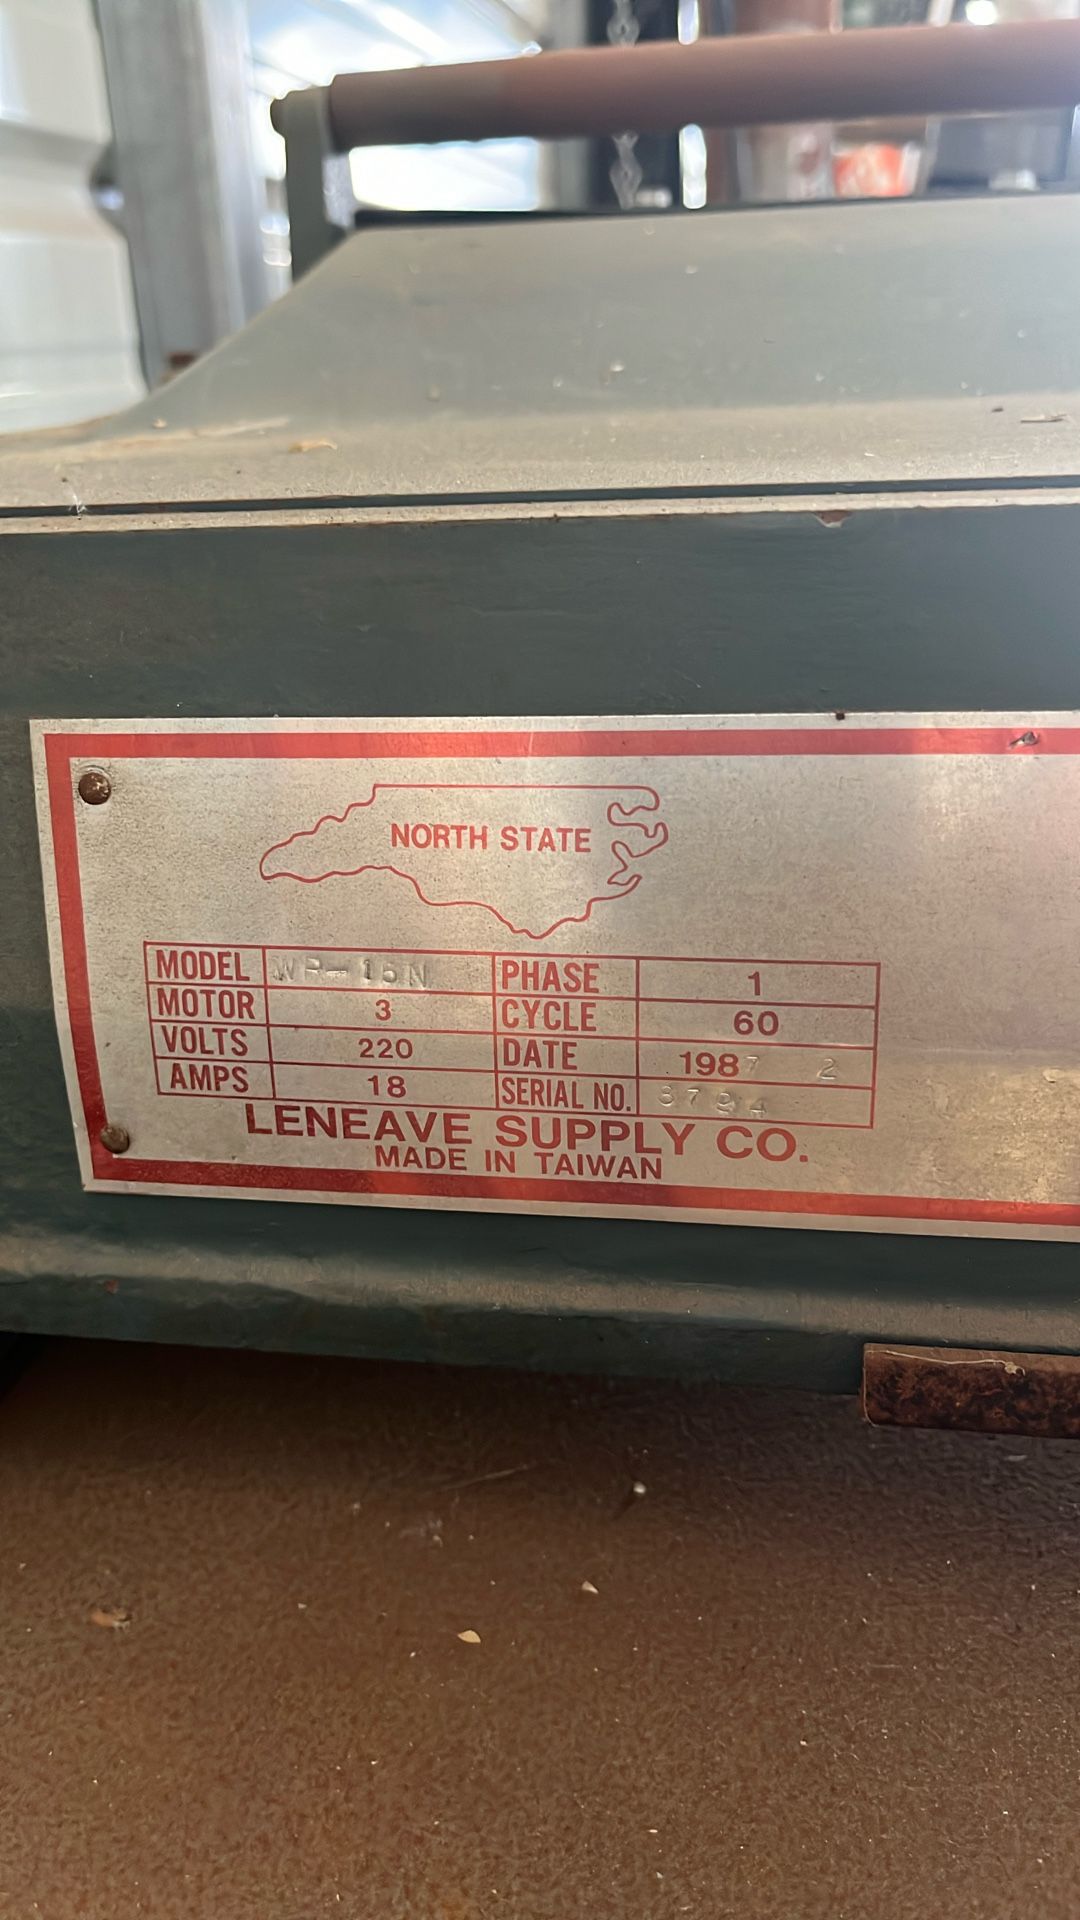 NORTH STATE
MODEL WP-15N PHASE 1
MOTOR 3 CYCLE 60
VOLTS 220 DATE 1987 2
AMPS 18 SERIAL NO.
LENEAVE SUPPLY CO.
MADE IN TAIWAN